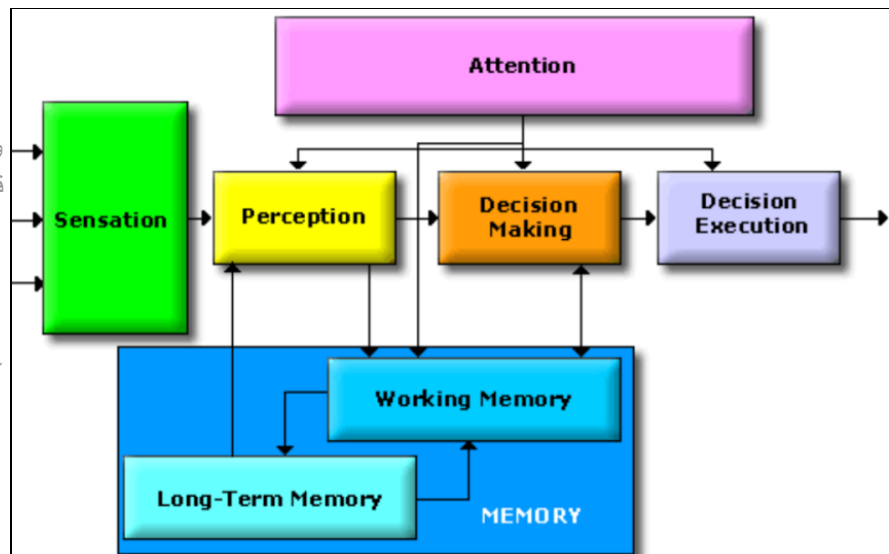 Attention
Sensation
Perception
Decision
Making
Decision
Execution
Working Memory
Long-Term Memory
MEMORY